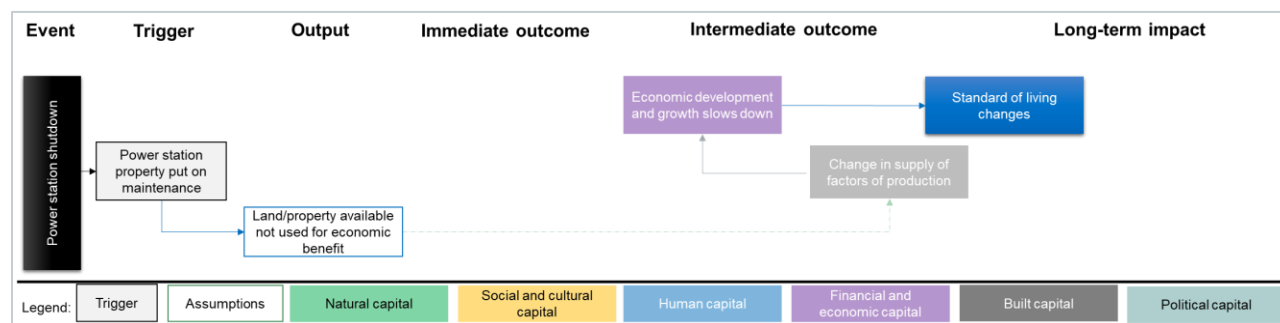 Event
Trigger
Output
Immediate outcome
Intermediate outcome
Long-term impact
Power station shutdown
Power station
property put on
maintenance
Land/property available
not used for economic
benefit
Economic development
and growth slows down
Change in supply of
factors of production
Standard of living
changes
Legend:
Trigger
Assumptions
Natural capital
Social and cultural
capital
Human capital
Financial and
economic capital
Built capital
Political capital